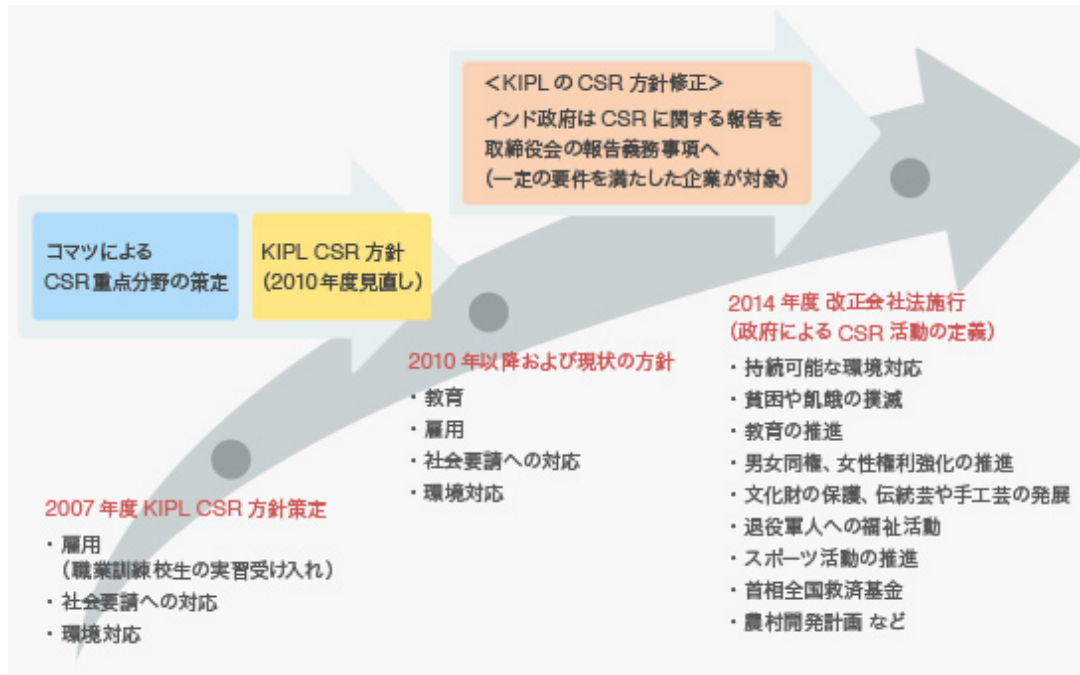 <KIPLのCSR方針修正>
インド政府はCSRに関する報告を
取締役会の報告義務事項へ
（一定の要件を満たした企業が対象）
コマツによる
CSR重点分野の策定
KIPL CSR方針
（2010年度見直し）
2007年度 KIPL CSR方針策定
・雇用
（職業訓練校生の実習受け入れ）
・社会要請への対応
・環境対応
2010年以降および現状の方針
・教育
・雇用
・社会要請への対応
・環境対応
2014年度 改正会社法施行
（政府によるCSR活動の定義）
・持続可能な環境対応
・貧困や飢餓の撲滅
・教育の推進
・男女同権、女性権利強化の推進
・文化財の保護、伝統芸や手工芸の発展
・退役軍人への福祉活動
・スポーツ活動の推進
・首相全国救済基金
・農村開発計画 など